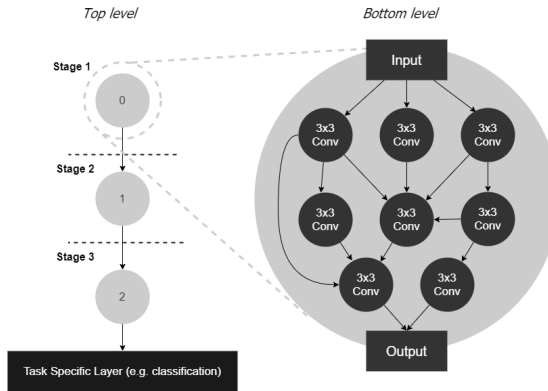 Top level
Stage 1
0
Stage 2
1
Stage 3
2
Task Specific Layer (e.g. classification)
Bottom level
Input
3x3
Conv
3x3
Conv
3x3
Conv
3x3
Conv
3x3
Conv
3x3
Conv
3x3
Conv
3x3
Conv
Output